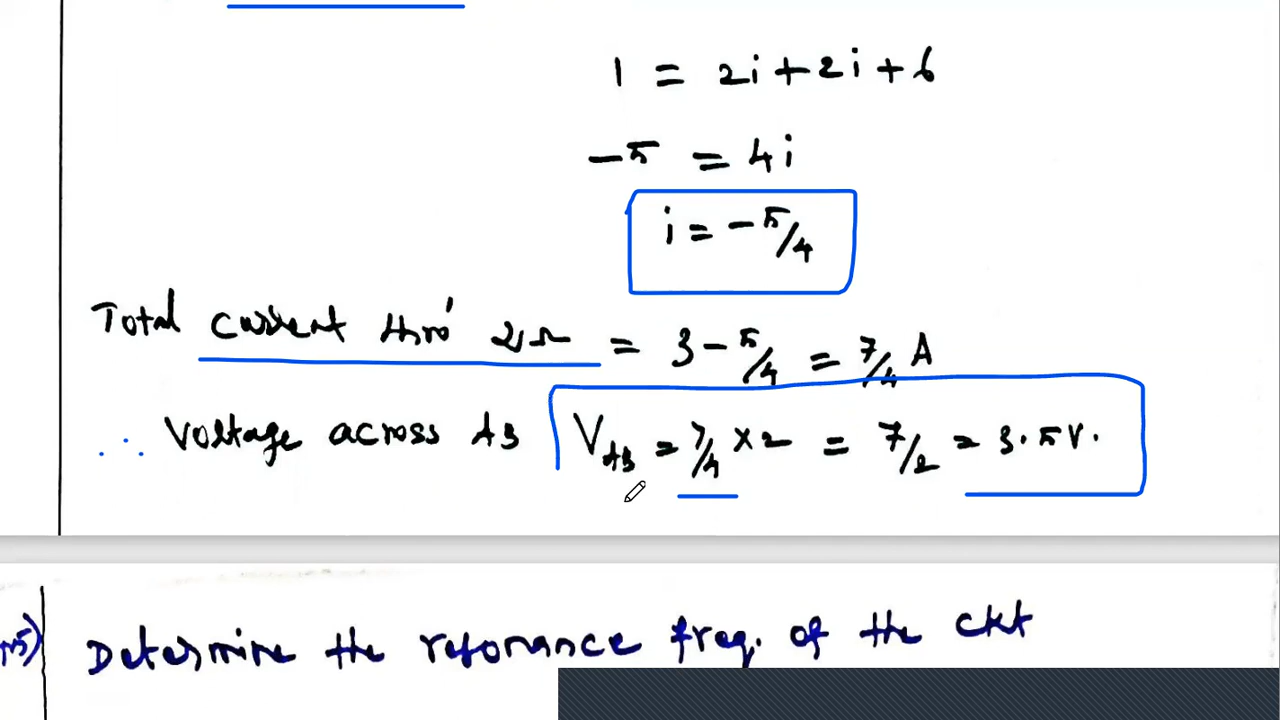 1 = 2i + 2i + 6
-5 = 4i
i = -5/4
Total current thro' 2Ω = 3 - 5/4 = 7/4 A
∴ Voltage across AB V_AB = 7/4 × 2 = 7/2 = 3.5V.
Determine the resonance freq. of the ckt